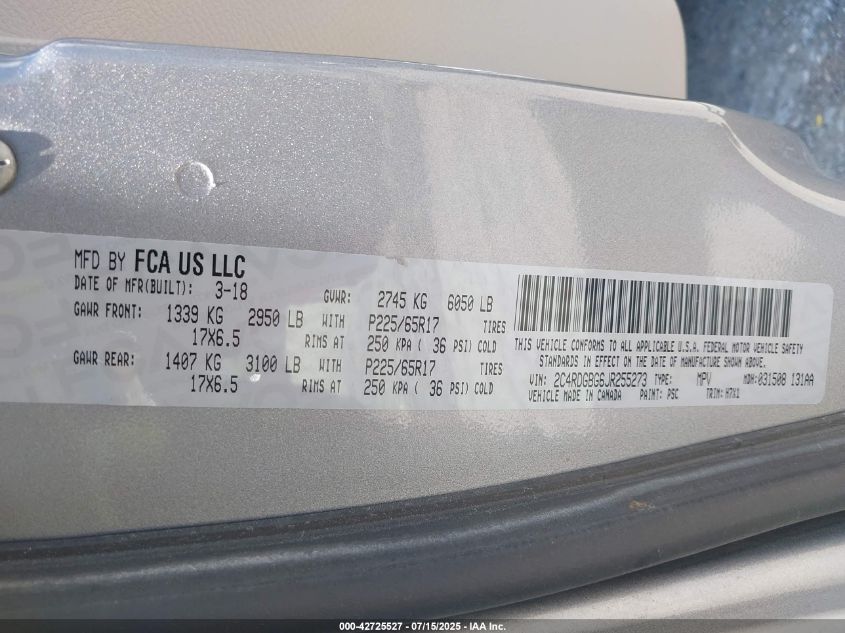 MFD BY FCA US LLC
DATE OF MFR(BUILT): 3-18 GVWR: 2745 KG 6050 LB
GAWR FRONT: 1339 KG 2950 LB WITH P225/65R17 TIRES
17X6.5 RIMS AT 250 KPA ( 36 PSI) COLD
GAWR REAR: 1407 KG 3100 LB WITH P225/65R17 TIRES
17X6.5 RIMS AT 250 KPA ( 36 PSI) COLD
THIS VEHICLE CONFORMS TO ALL APPLICABLE U.S.A. FEDERAL MOTOR VEHICLE SAFETY
STANDARDS IN EFFECT ON THE DATE OF MANUFACTURE SHOWN ABOVE.
VIN: 2C4RDGBG6JR255273 TYPE: MPV MDH: 031508 131AA
VEHICLE MADE IN CANADA PAINT: PSC TRIM: H7X1
000-42725527 - 07/15/2025 - IAA Inc.